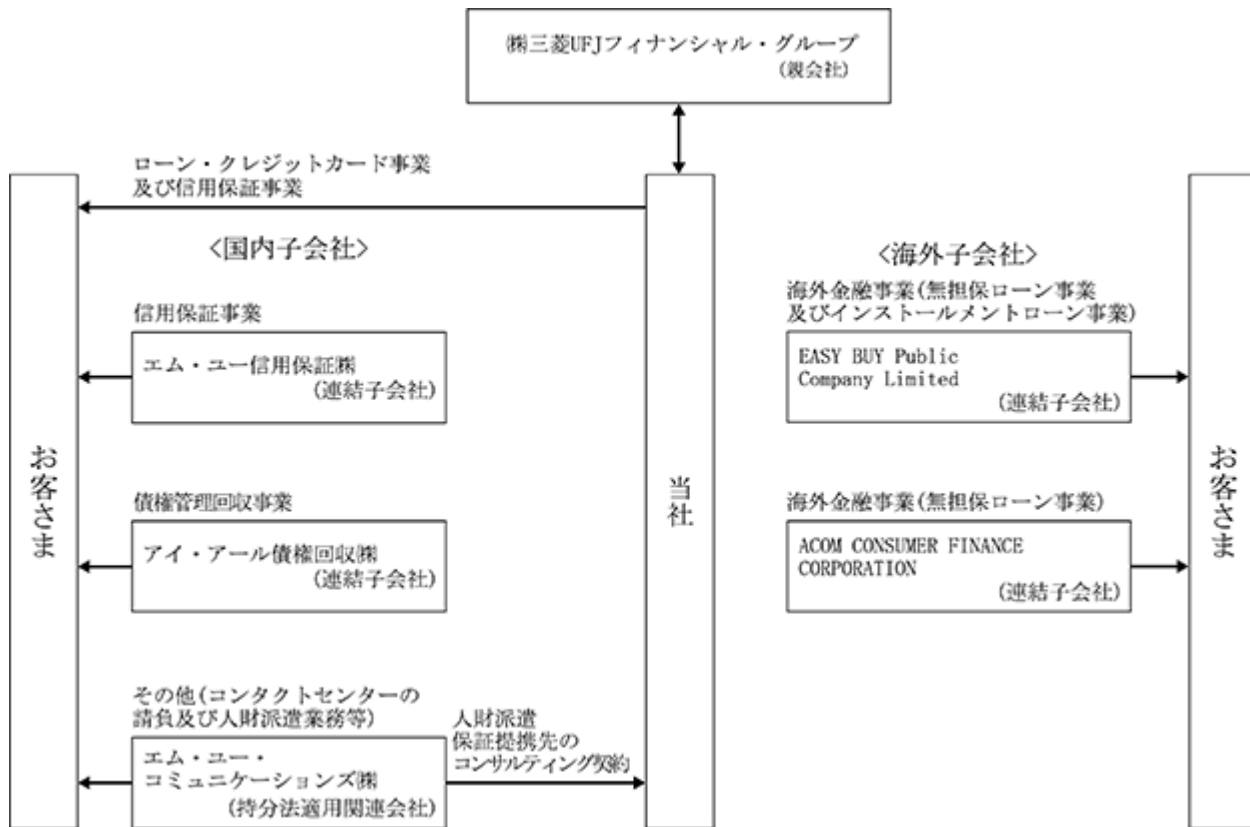 ㈱三菱UFJフィナンシャル・グループ
(親会社)
ローン・クレジットカード事業
及び信用保証事業
<国内子会社>
信用保証事業
エム・ユー信用保証㈱
(連結子会社)
債権管理回収事業
アイ・アール債権回収㈱
(連結子会社)
その他(コンタクトセンターの
請負及び人財派遣業務等)
エム・ユー・
コミュニケーションズ㈱
(持分法適用関連会社)
人財派遣
保証提携先の
コンサルティング契約
お客さま
当社
<海外子会社>
海外金融事業(無担保ローン事業
及びインストールメントローン事業)
EASY BUY Public
Company Limited
(連結子会社)
海外金融事業(無担保ローン事業)
ACOM CONSUMER FINANCE
CORPORATION
(連結子会社)
お客さま